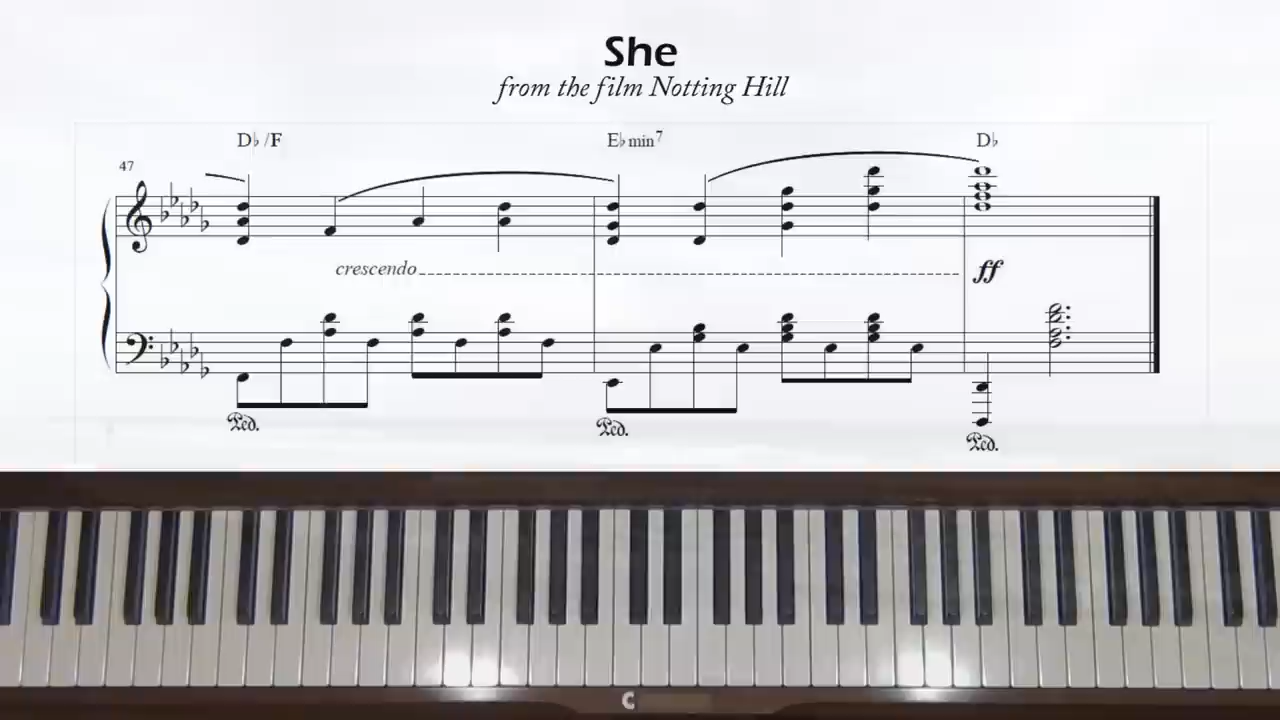 She
from the film Notting Hill
D♭/F E♭min7 D♭
47
crescendo ff
Ped. Ped. Ped.
C